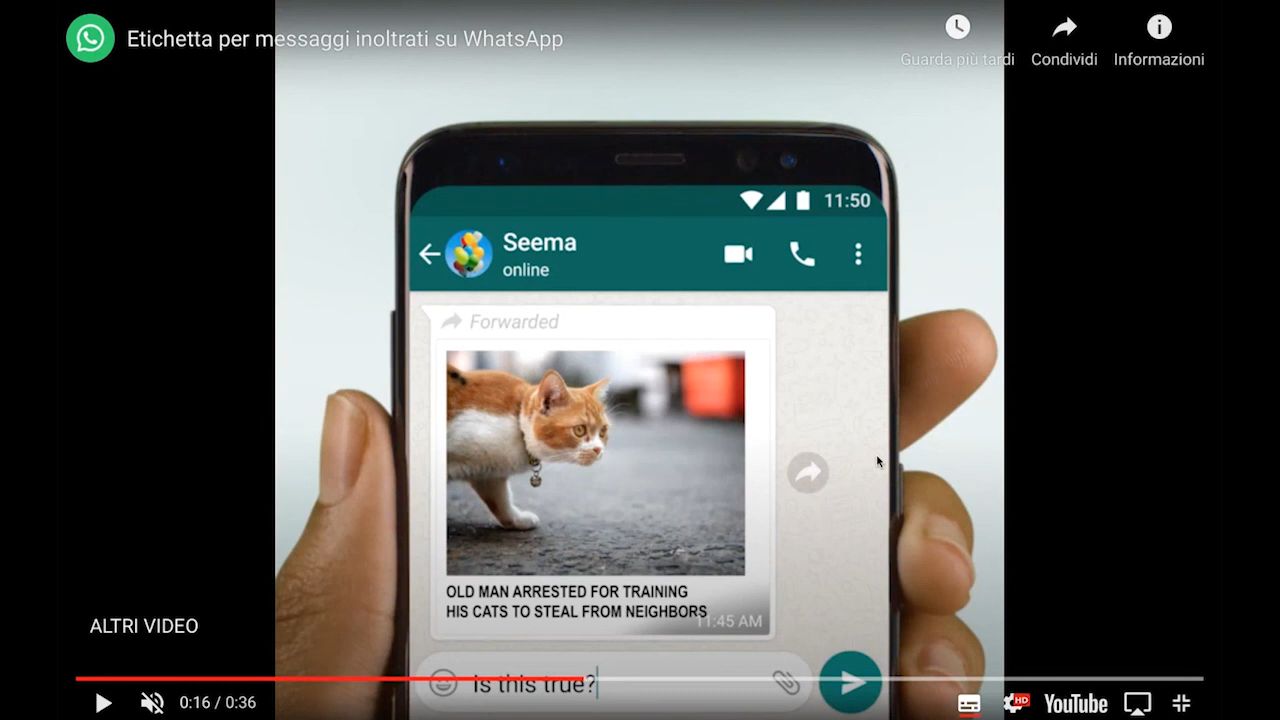 Etichetta per messaggi inoltrati su WhatsApp
Guarda più tardi
Condividi
Informazioni
11:50
Seema
online
Forwarded
OLD MAN ARRESTED FOR TRAINING
HIS CATS TO STEAL FROM NEIGHBORS
11:45 AM
ALTRI VIDEO
Is this true?
0:16 / 0:36
HD
YouTube